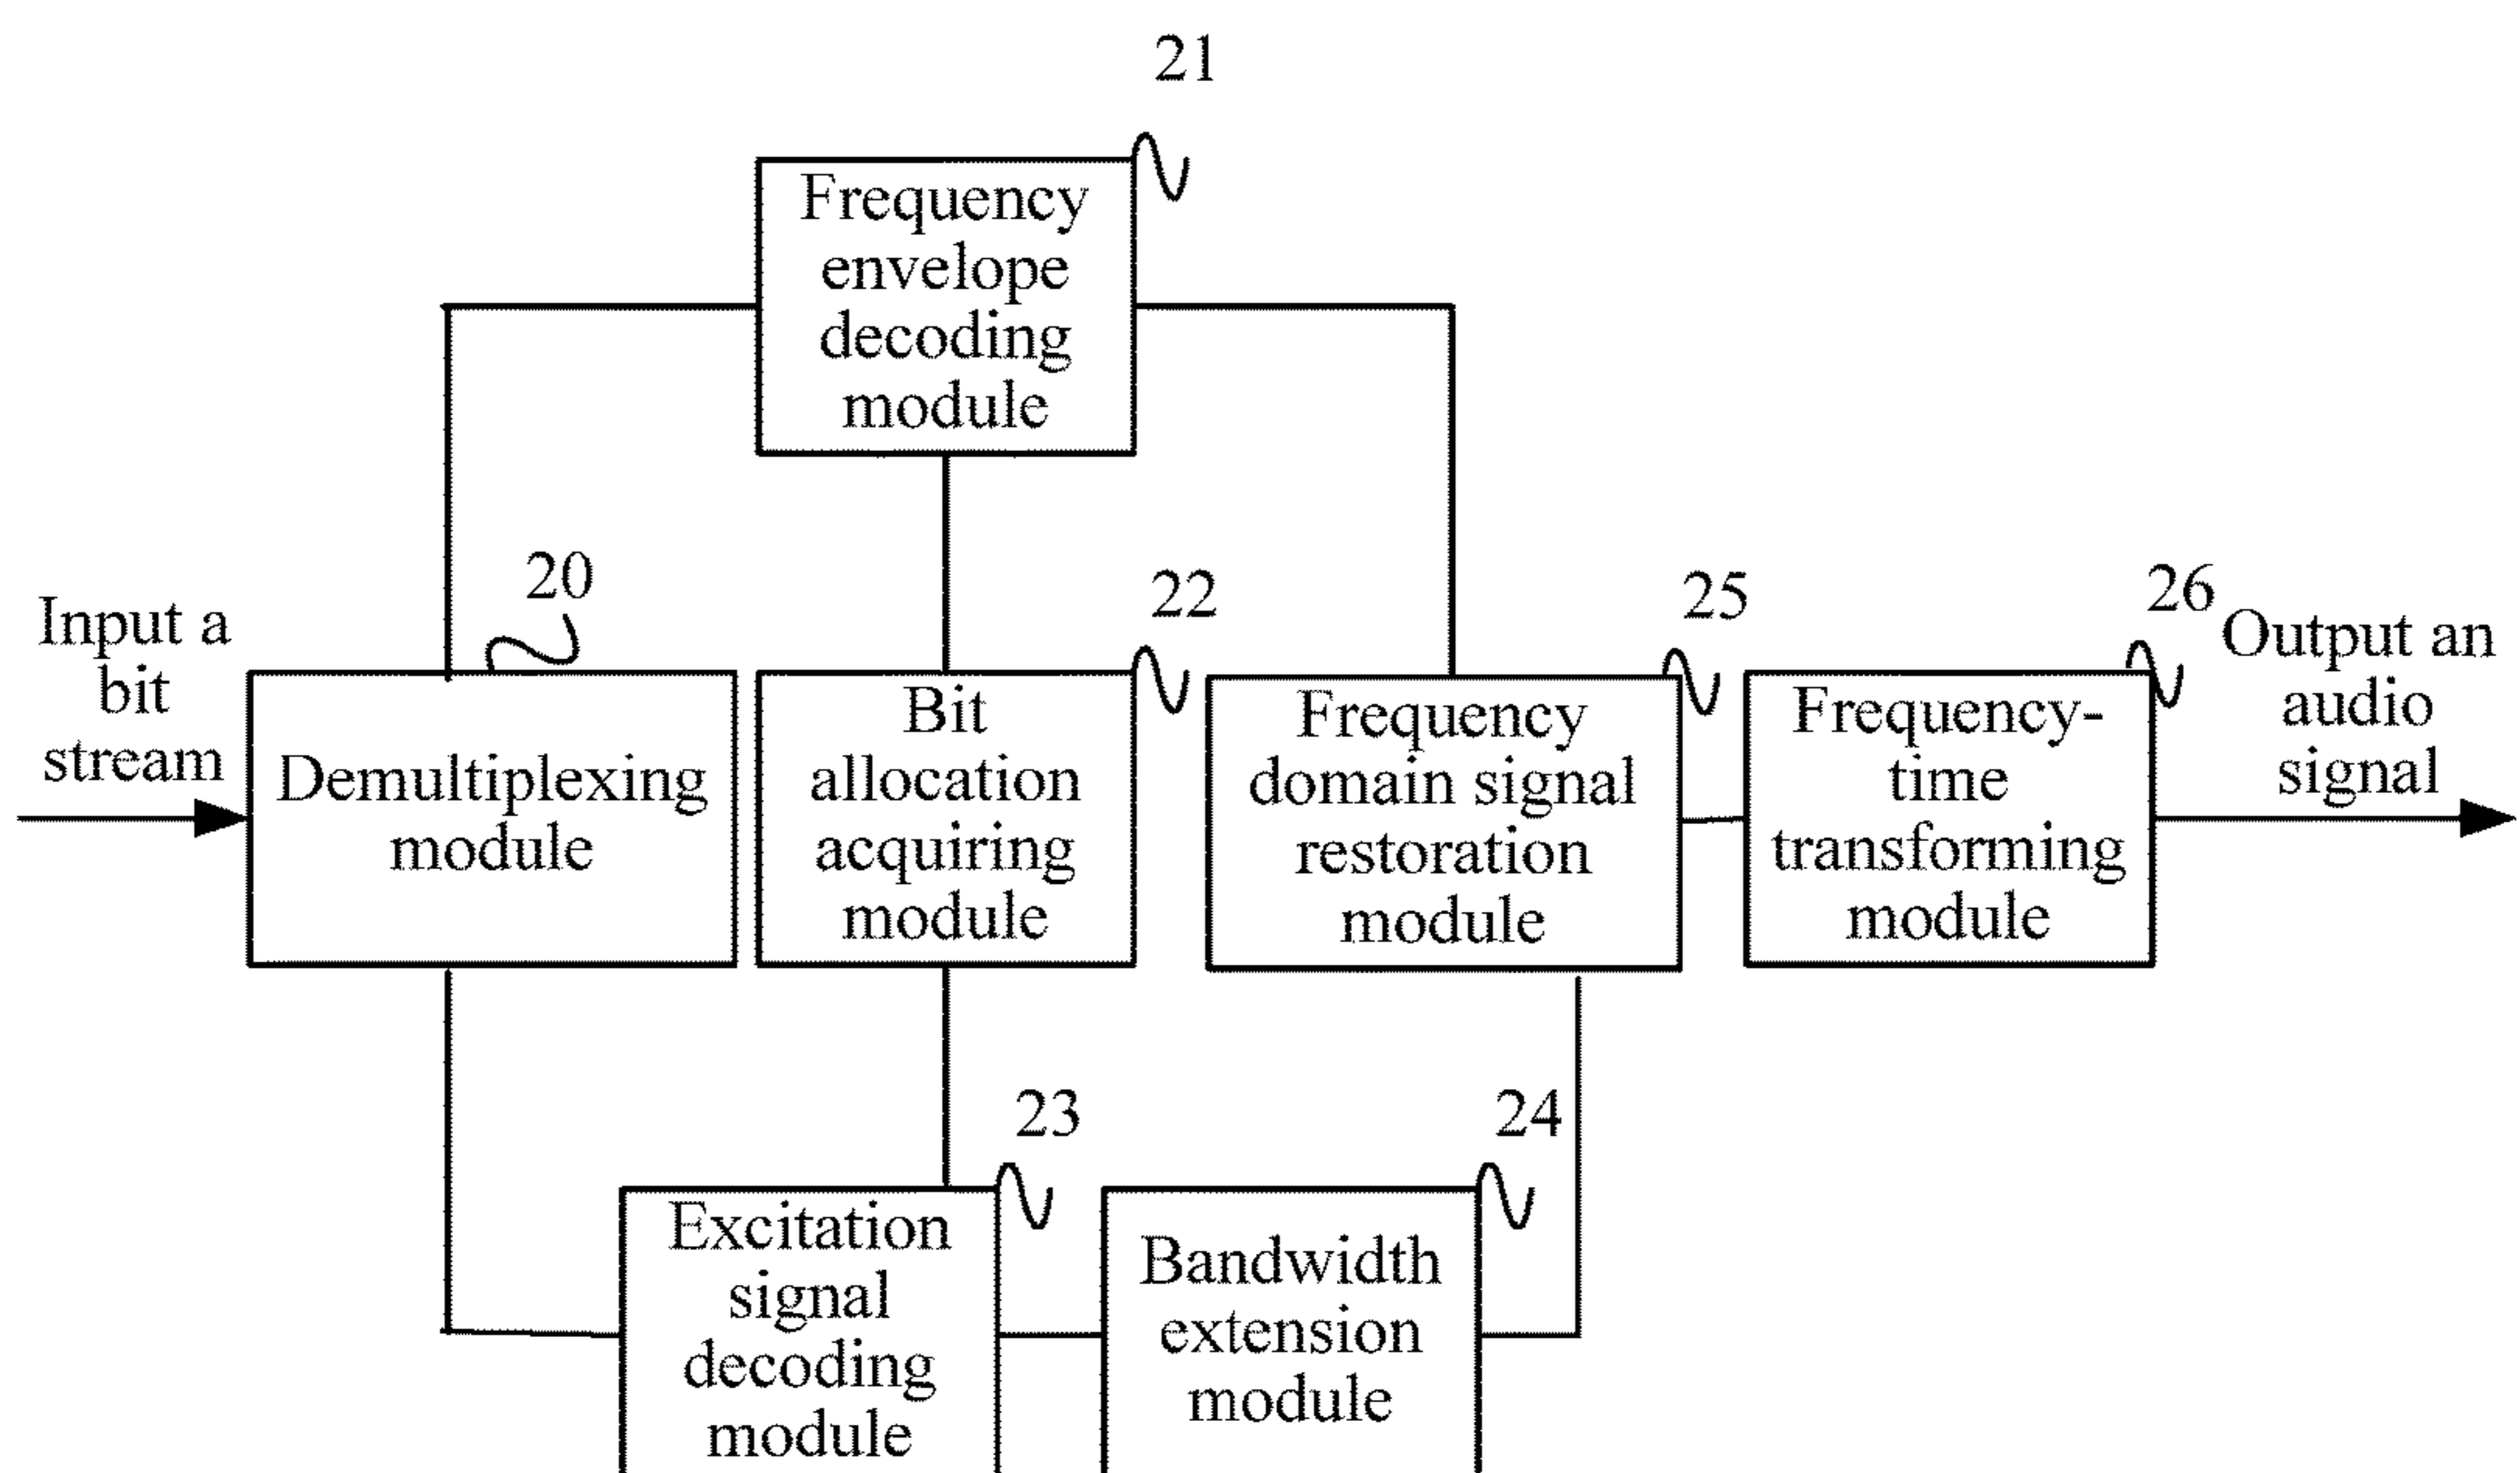 21
Frequency
envelope
decoding
module
20
22
25
26
Input a
bit
stream
Output an
audio
signal
Demultiplexing
module
Bit
allocation
acquiring
module
Frequency
domain signal
restoration
module
Frequency-
time
transforming
module
23
24
Excitation
signal
decoding
module
Bandwidth
extension
module